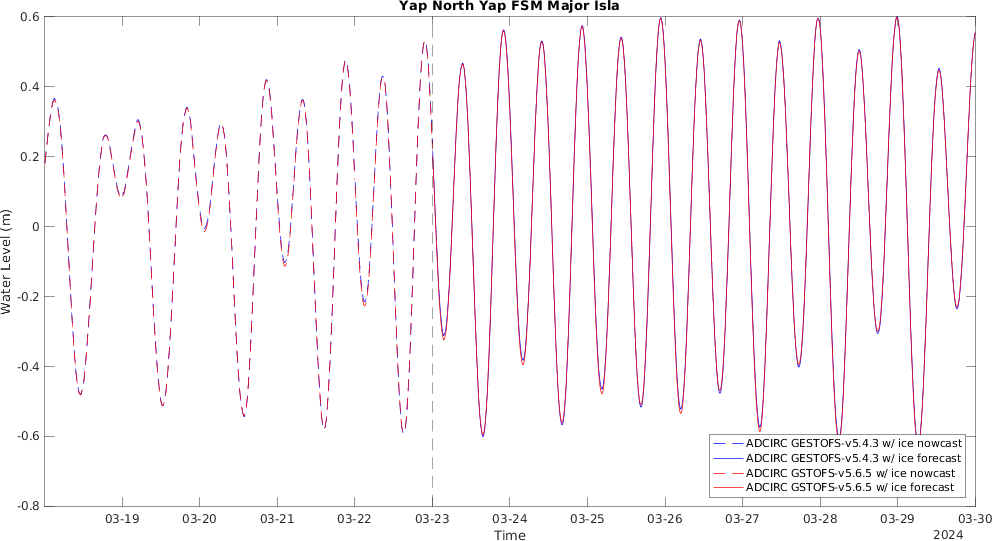 Yap North Yap FSM Major Isla
0.6
0.4
0.2
0
-0.2
-0.4
-0.6
-0.8
Water Level (m)
ADCIRC GESTOFS-v5.4.3 w/ ice nowcast
ADCIRC GESTOFS-v5.4.3 w/ ice forecast
ADCIRC GSTOFS-v5.6.5 w/ ice nowcast
ADCIRC GSTOFS-v5.6.5 w/ ice forecast
03-19 03-20 03-21 03-22 03-23 03-24 03-25 03-26 03-27 03-28 03-29 03-30
Time 2024